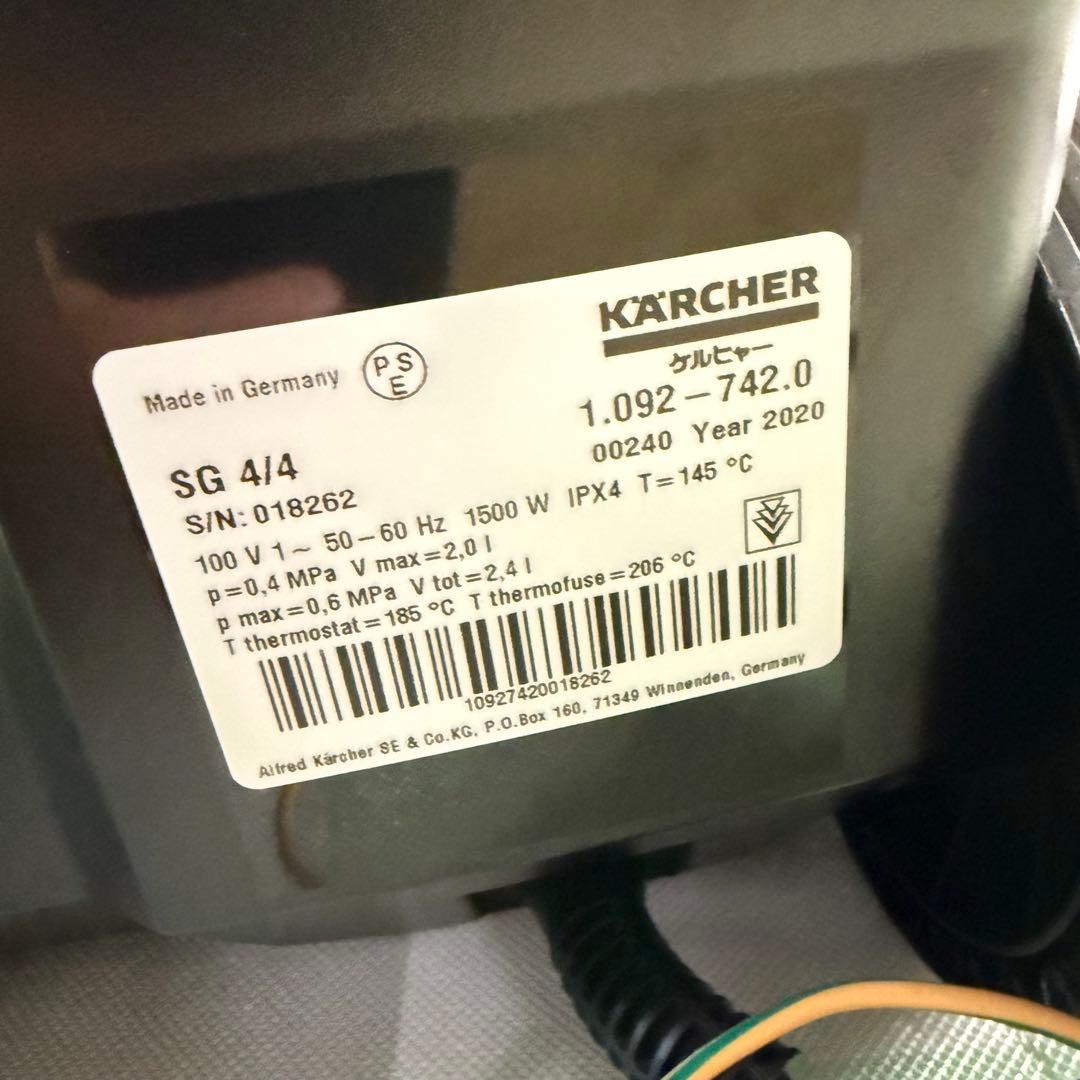 KÄRCHER
ケルヒャー
Made in Germany PSE
1.092-742.0
00240 Year 2020
SG 4/4
S/N: 018262
100 V 1~ 50-60 Hz 1500 W IPX4 T=145 °C
p=0,4 MPa V max=2,0 l
p max=0,6 MPa V tot=2,4 l
T thermostat=185 °C T thermofuse=206 °C
10927420018262
Alfred Kärcher SE & Co.KG, P.O.Box 160, 71349 Winnenden, Germany